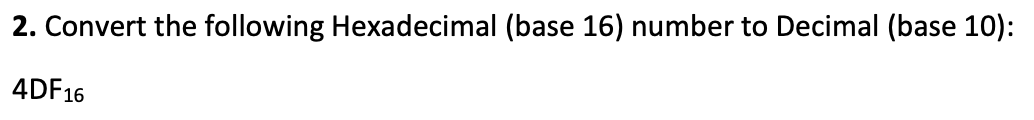 2. Convert the following Hexadecimal (base 16) number to Decimal (base 10):
4DF₁₆